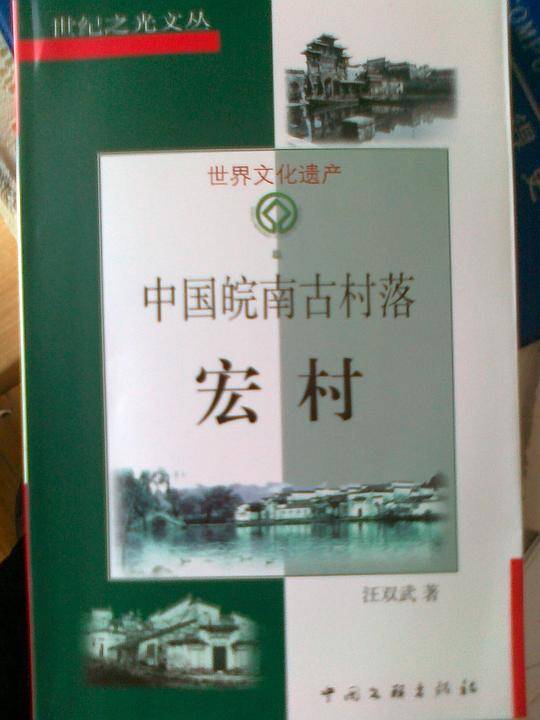 世纪之光文丛
世界文化遗产
中国皖南古村落
宏村
汪双武 著
中国文联出版社